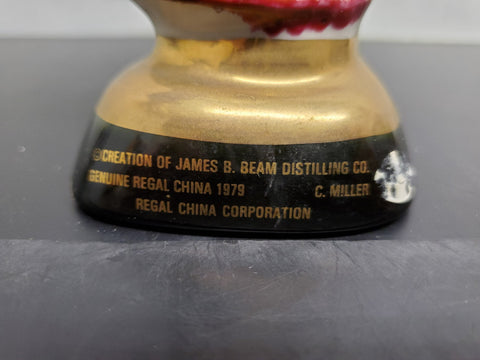 ©CREATION OF JAMES B. BEAM DISTILLING CO.
GENUINE REGAL CHINA 1979 C. MILLER
REGAL CHINA CORPORATION